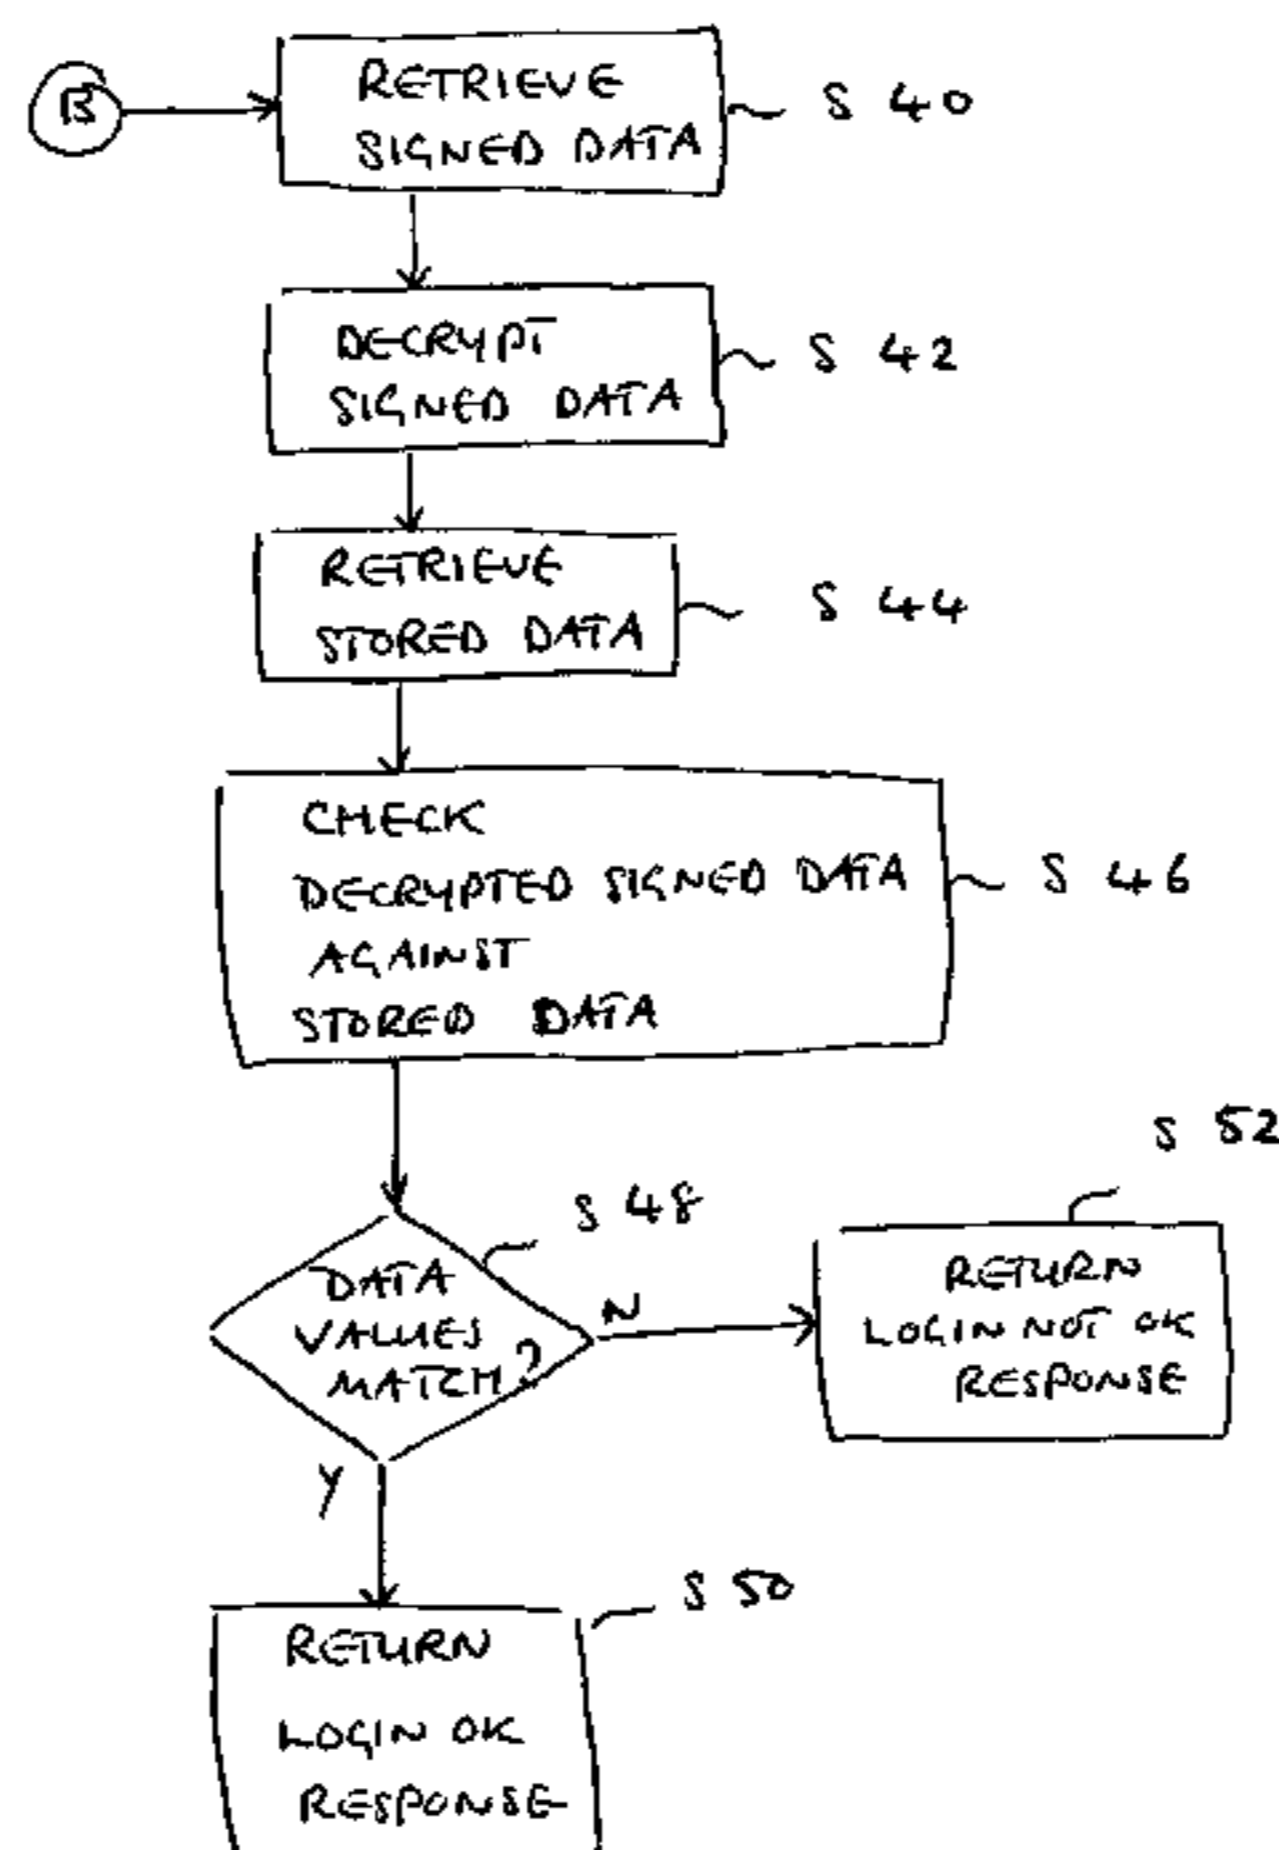 B
RETRIEVE
SIGNED DATA
S 40
DECRYPT
SIGNED DATA
S 42
RETRIEVE
STORED DATA
S 44
CHECK
DECRYPTED SIGNED DATA
AGAINST
STORED DATA
S 46
S 48
DATA
VALUES
MATCH?
N
S 52
RETURN
LOGIN NOT OK
RESPONSE
Y
S 50
RETURN
LOGIN OK
RESPONSE